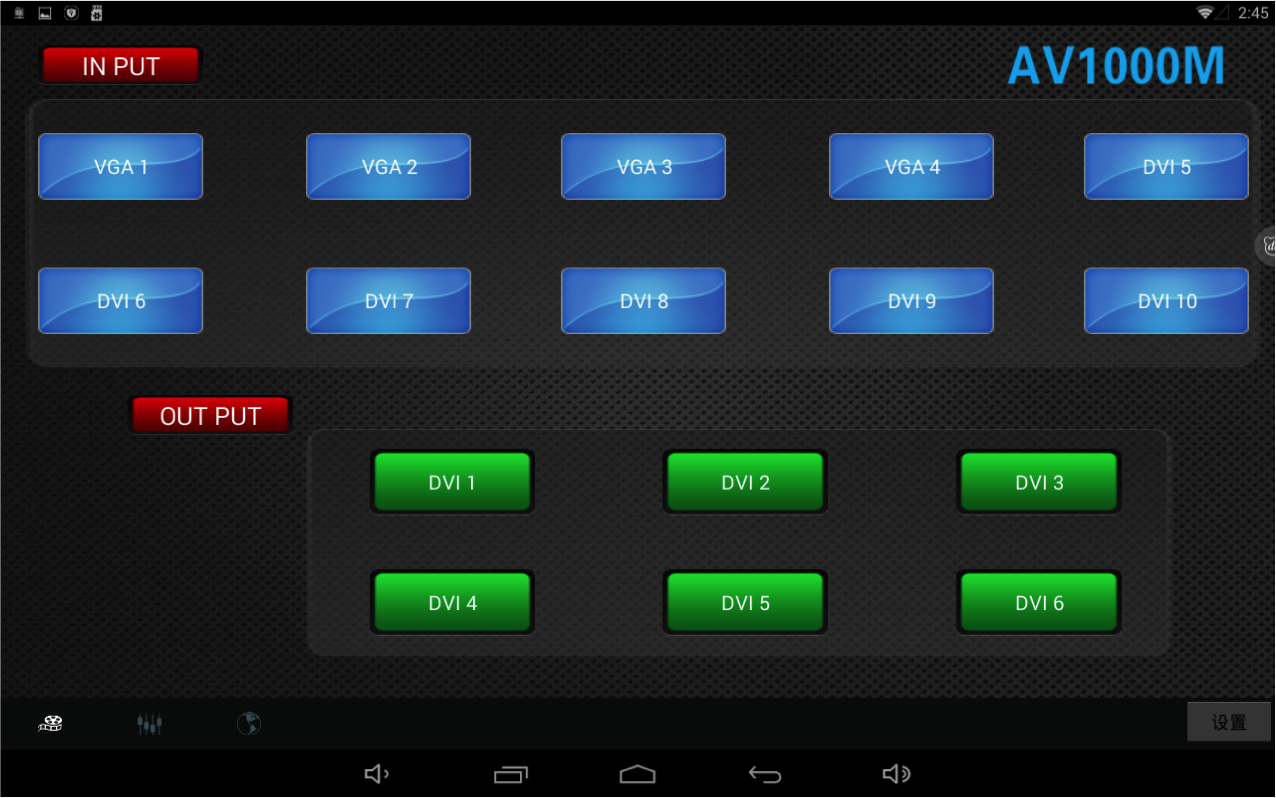 2:45
IN PUT
AV1000M
VGA 1
VGA 2
VGA 3
VGA 4
DVI 5
DVI 6
DVI 7
DVI 8
DVI 9
DVI 10
OUT PUT
DVI 1
DVI 2
DVI 3
DVI 4
DVI 5
DVI 6
设置